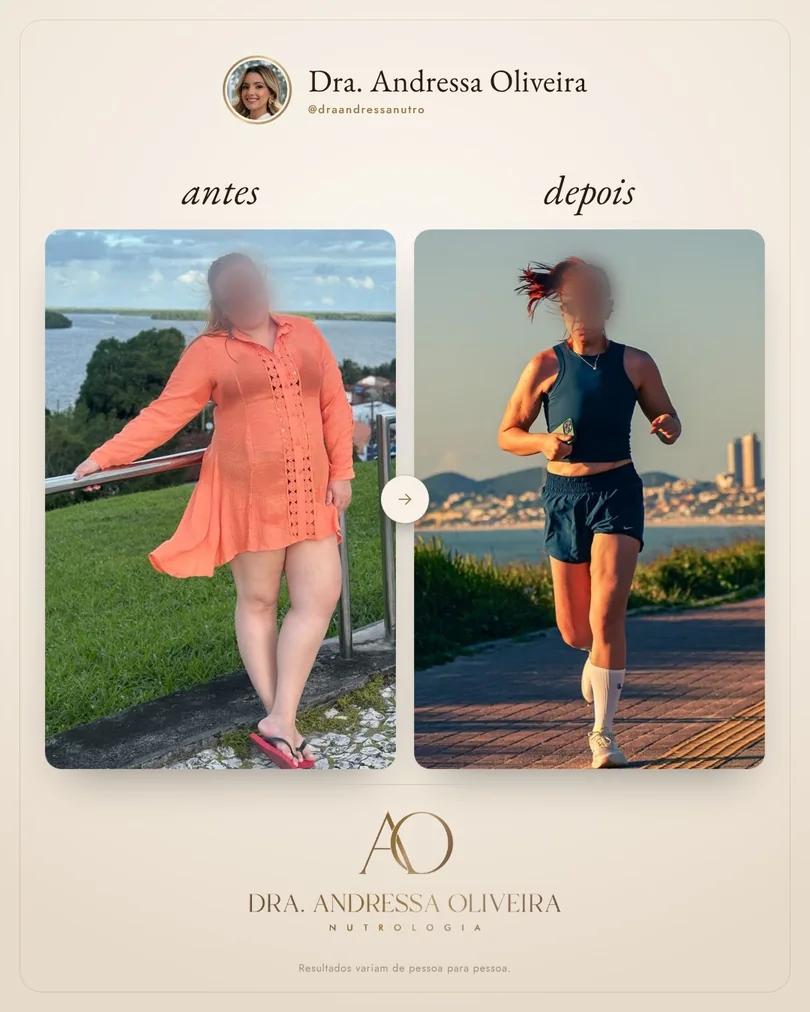 Dra. Andressa Oliveira
@draandressanutro
antes
depois
AO
DRA. ANDRESSA OLIVEIRA
NUTROLOGIA
Resultados variam de pessoa para pessoa.